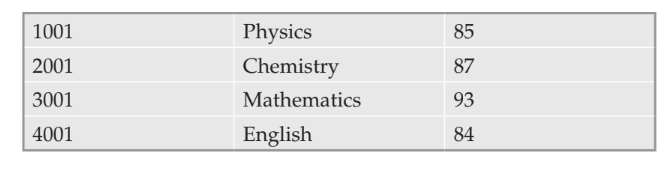 1001 Physics 85
2001 Chemistry 87
3001 Mathematics 93
4001 English 84